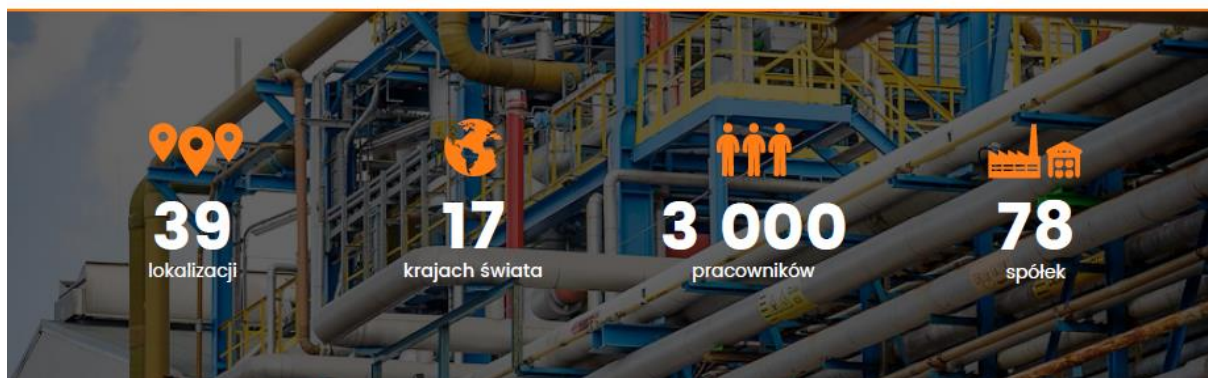 39
lokalizacji
17
krajach świata
3 000
pracowników
78
spółek